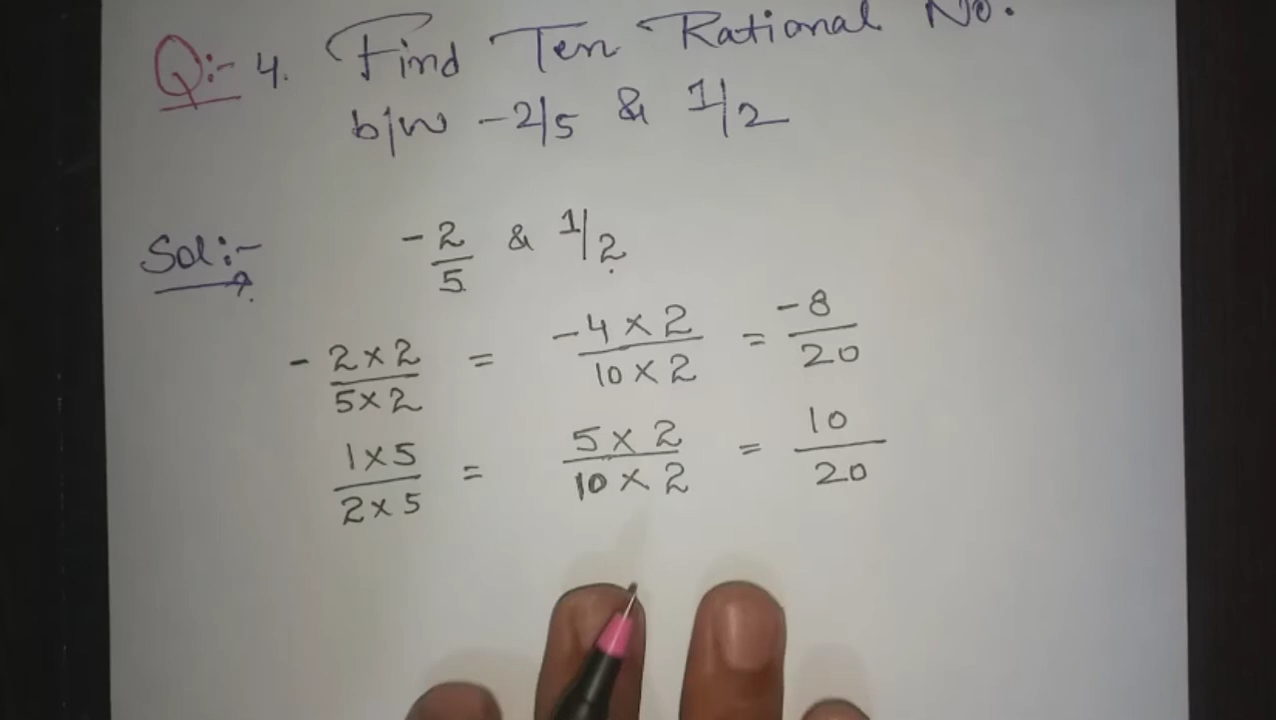 Q:- 4. Find Ten Rational No.
b/w -2/5 & 1/2
Sol:- -2/5 & 1/2
- 2×2/5×2 = -4×2/10×2 = -8/20
1×5/2×5 = 5×2/10×2 = 10/20